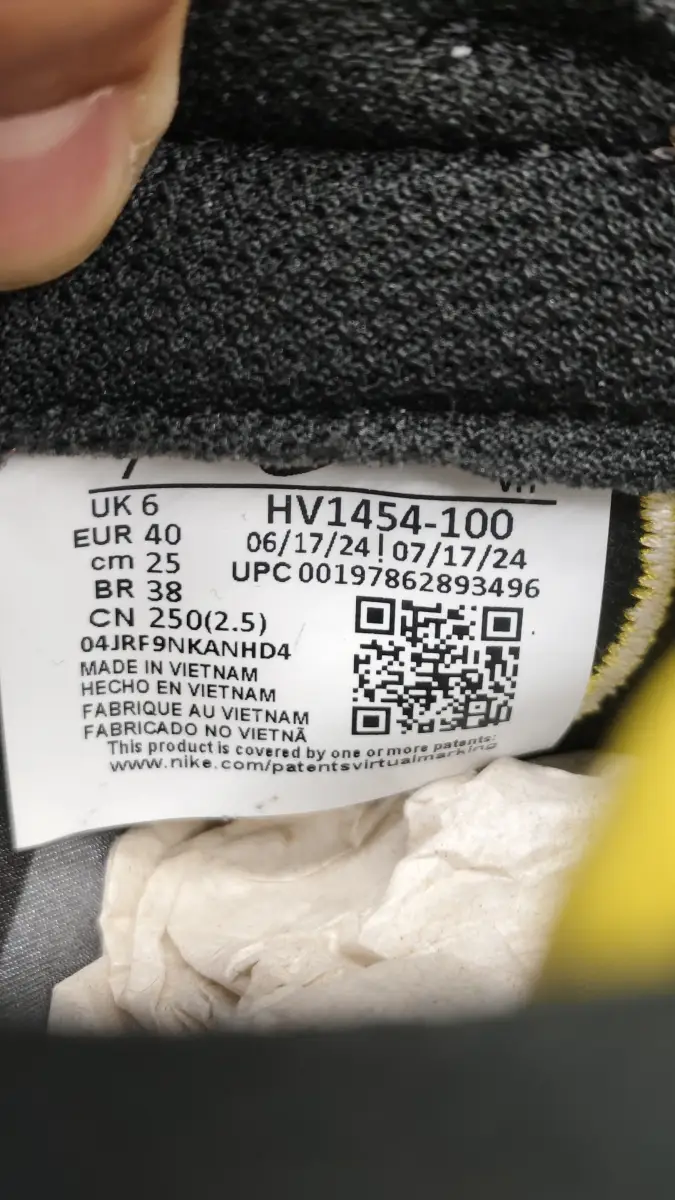 UK 6
EUR 40
cm 25
BR 38
CN 250(2.5)
04JRF9NKANHD4
MADE IN VIETNAM
HECHO EN VIETNAM
FABRIQUE AU VIETNAM
FABRICADO NO VIETNÃ
HV1454-100
06/17/24 | 07/17/24
UPC 00197862893496
This product is covered by one or more patents:
www.nike.com/patentsvirtualmarking